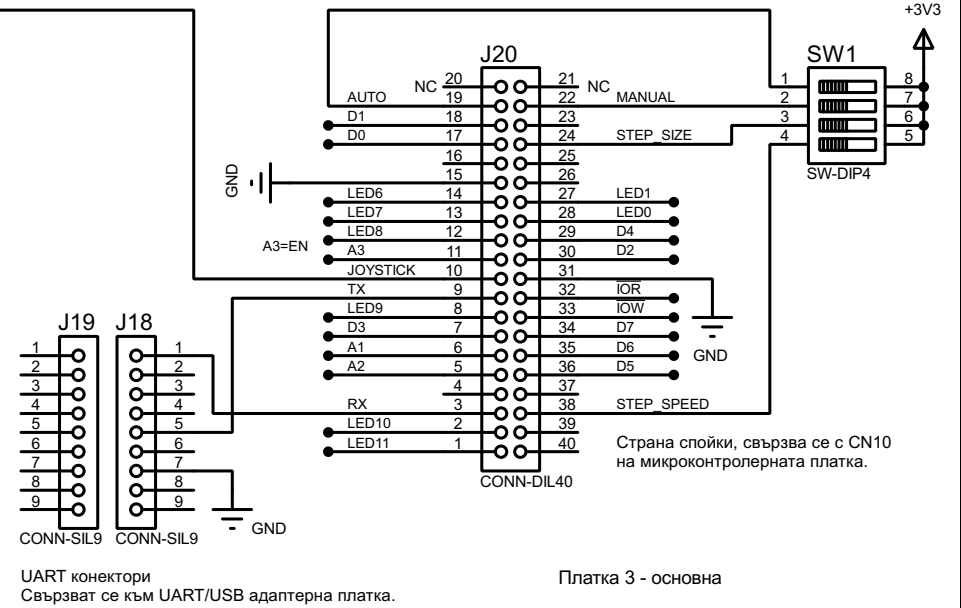 +3V3
J20
SW1
NC 20 21 NC
AUTO 19 22 MANUAL
D1 18 23
D0 17 24 STEP_SIZE
16 25
15 26
GND
LED6 14 27 LED1
LED7 13 28 LED0
LED8 12 29 D4
A3=EN
A3 11 30 D2
JOYSTICK 10 31
TX 9 32 IOR
LED9 8 33 IOW
D3 7 34 D7
A1 6 35 D6
A2 5 36 D5
4 37
RX 3 38 STEP_SPEED
LED10 2 39
LED11 1 40
CONN-DIL40
1 8
2 7
3 6
4 5
SW-DIP4
GND
Страна спойки, свързва се с CN10
на микроконтролерната платка.
J19 J18
1 1
2 2
3 3
4 4
5 5
6 6
7 7
8 8
9 9
GND
CONN-SIL9 CONN-SIL9
UART конектори
Свързват се към UART/USB адаптерна платка.
Платка 3 - основна